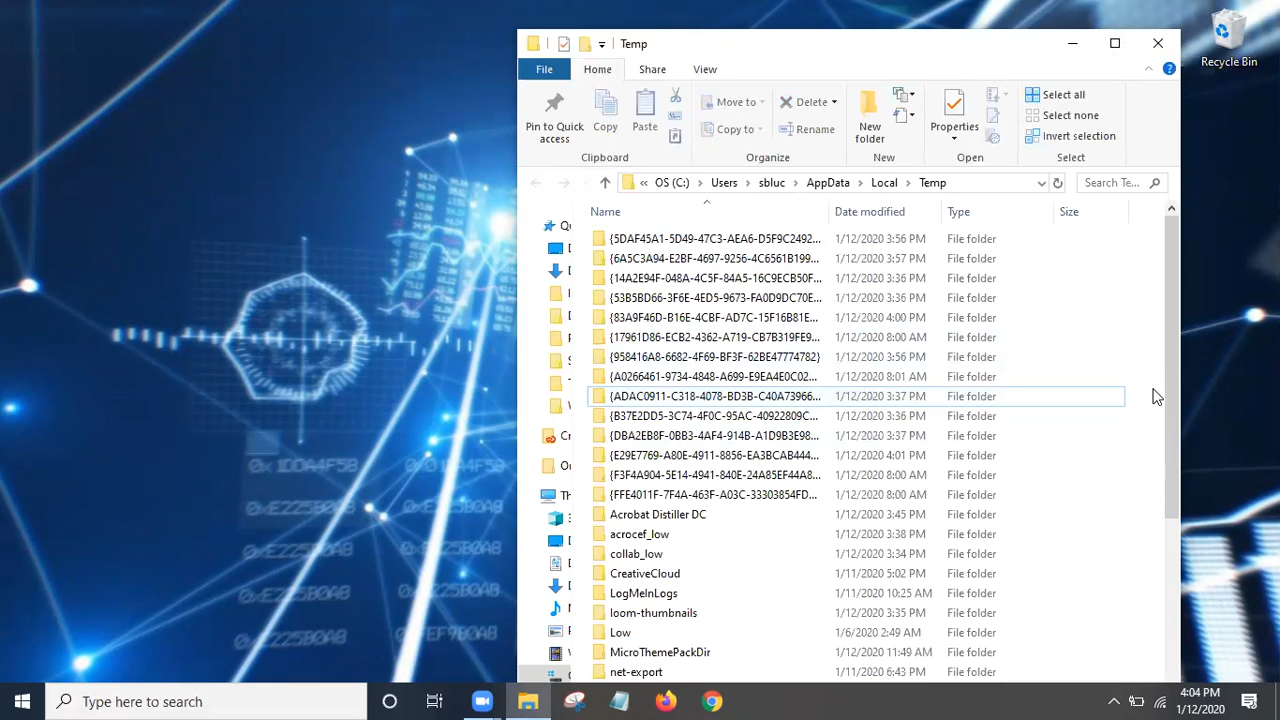 Temp
Recycle Bin
File Home Share View
Pin to Quick access
Copy
Paste
Move to
Copy to
Delete
Rename
New folder
Properties
Select all
Select none
Invert selection
Clipboard Organize New Open Select
« OS (C:) > Users > sbluc > AppData > Local > Temp
Search Te...
Name Date modified Type Size
{5DAF45A1-5D49-47C3-AEA6-D5F9C2492... 1/12/2020 3:56 PM File folder
{6A5C3A94-E2BF-4697-9256-4C6561B199... 1/12/2020 3:57 PM File folder
{14A2E94F-048A-4C5F-84A5-16C9ECB50F... 1/12/2020 3:36 PM File folder
{53B5BD66-3F6E-4ED5-9673-FA0D9DC70E... 1/12/2020 3:36 PM File folder
{83A9F46D-B16E-4CBF-AD7C-15F16B81E... 1/12/2020 4:00 PM File folder
{17961D86-ECB2-4362-A719-CB7B319FE9... 1/12/2020 8:00 AM File folder
{958416A8-6682-4F69-BF3F-62BE47774782} 1/12/2020 3:56 PM File folder
{A0266461-9734-4848-A699-E9EA4E0C02... 1/12/2020 8:01 AM File folder
{ADAC0911-C318-4078-BD3B-C40A73966... 1/12/2020 3:37 PM File folder
{B37E2DD5-3C74-4F0C-95AC-40922809C... 1/12/2020 3:36 PM File folder
{DBA2EB8F-0BB3-4AF4-914B-A1D9B3E98... 1/12/2020 3:37 PM File folder
{E29E7769-A80E-4911-8856-EA3BCAB444... 1/12/2020 4:01 PM File folder
{F3F4A904-5E14-4941-840E-24A85EF44A8... 1/12/2020 8:00 AM File folder
{FFE4011F-7F4A-463F-A03C-33303854FD... 1/12/2020 8:00 AM File folder
Acrobat Distiller DC 1/12/2020 3:45 PM File folder
acrocef_low 1/12/2020 3:38 PM File folder
collab_low 1/12/2020 3:34 PM File folder
CreativeCloud 1/11/2020 5:02 PM File folder
LogMeInLogs 1/11/2020 10:25 AM File folder
loom-thumbnails 1/12/2020 3:35 PM File folder
Low 1/6/2020 2:49 AM File folder
MicroThemePackDir 1/12/2020 11:49 AM File folder
net-export 1/11/2020 6:43 PM File folder
Type here to search
4:04 PM
1/12/2020